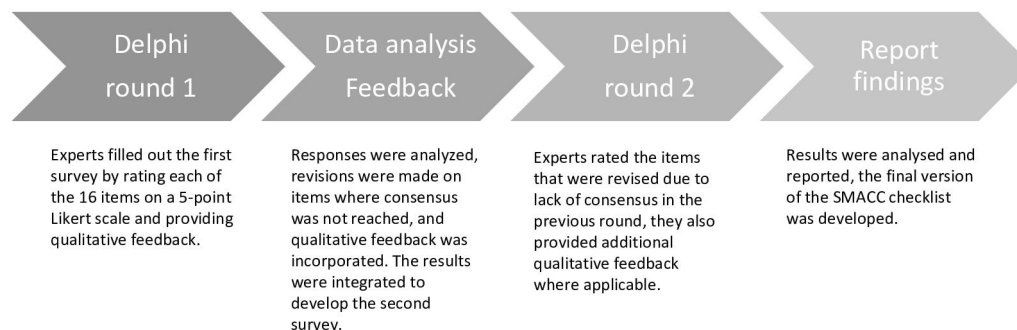 Delphi
round 1
Experts filled out the first
survey by rating each of
the 16 items on a 5-point
Likert scale and providing
qualitative feedback.
Data analysis
Feedback
Responses were analyzed,
revisions were made on
items where consensus
was not reached, and
qualitative feedback was
incorporated. The results
were integrated to
develop the second
survey.
Delphi
round 2
Experts rated the items
that were revised due to
lack of consensus in the
previous round, they also
provided additional
qualitative feedback
where applicable.
Report
findings
Results were analysed and
reported, the final version
of the SMACC checklist
was developed.